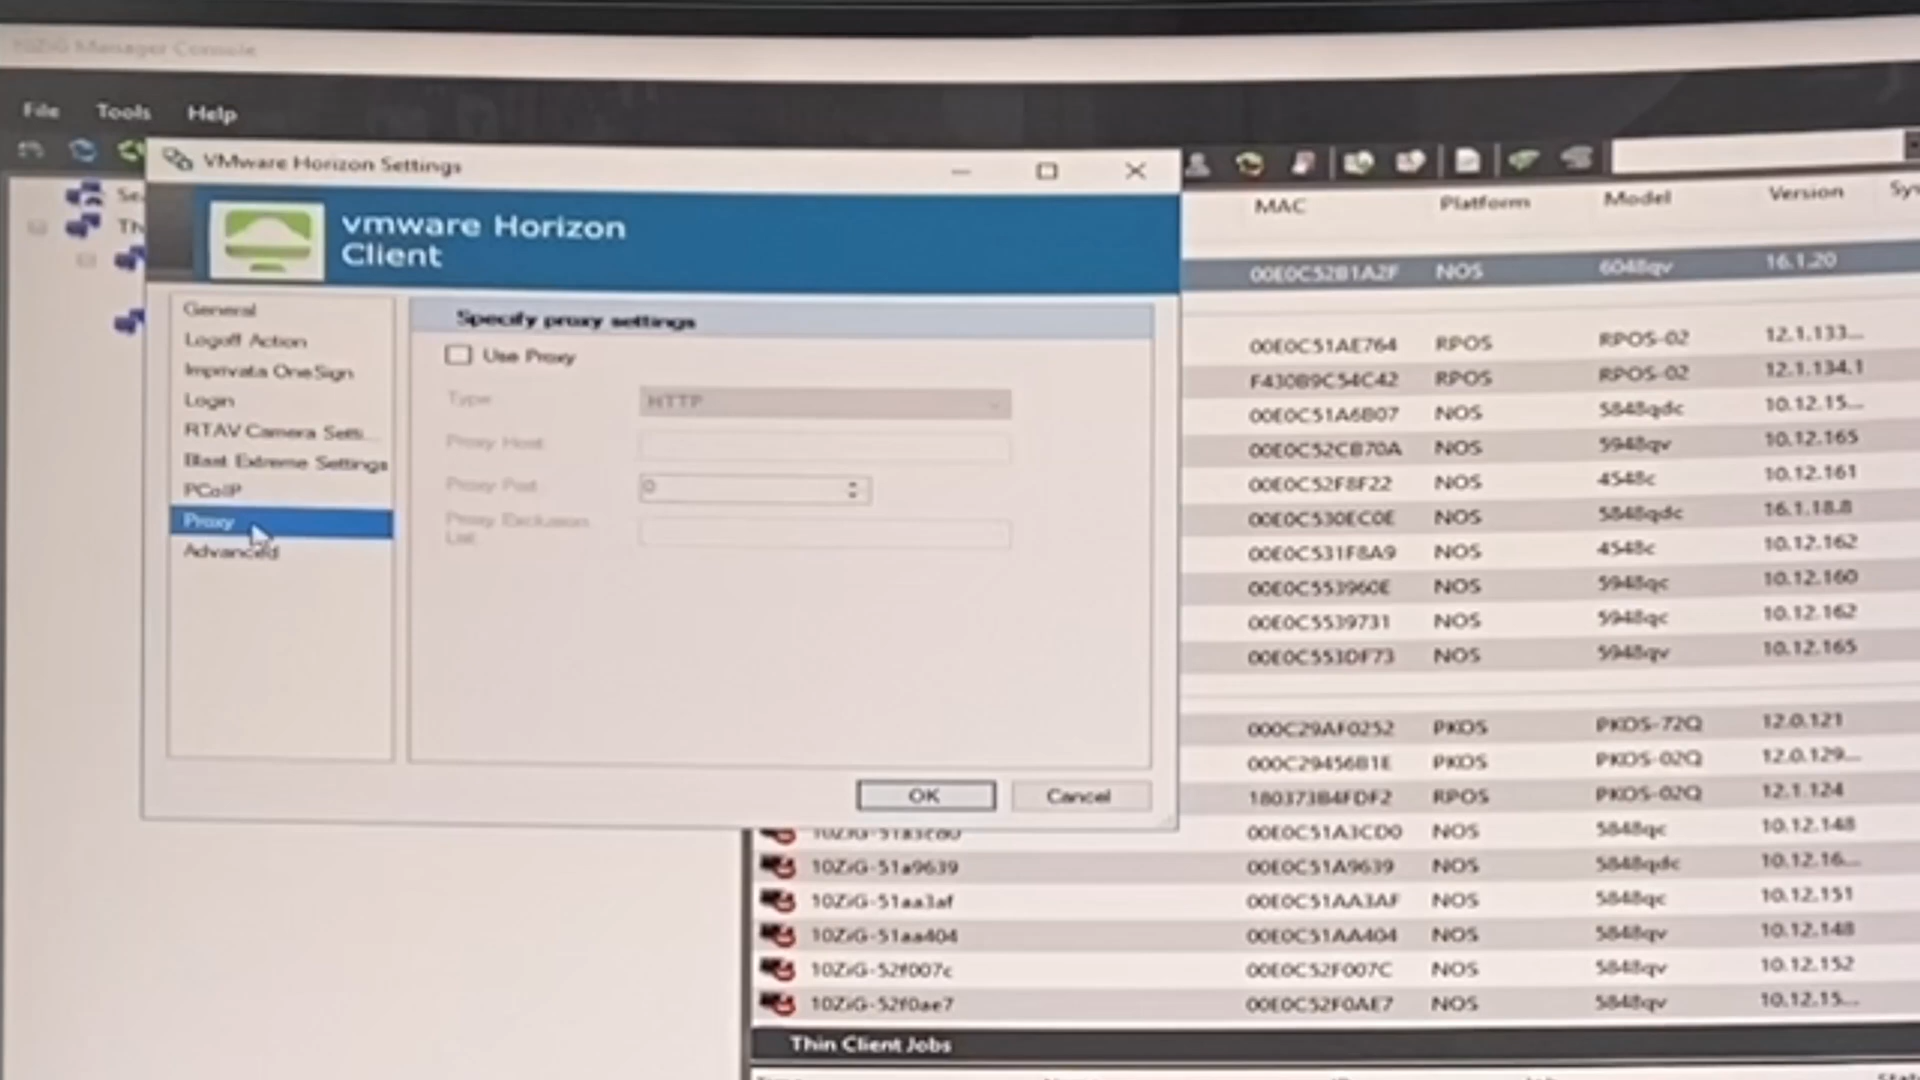 10ZiG Manager Console
File Tools Help
VMware Horizon Settings
vmware Horizon
Client
General
Logoff Action
Imprivata OneSign
Login
RTAV Camera Setti...
Blast Extreme Settings
PCoIP
Proxy
Advanced
Specify proxy settings
Use Proxy
Type HTTP
Proxy Host
Proxy Port 0
Proxy Exclusion
List
OK Cancel
MAC Platform Model Version
00E0C52B1A2F NOS 6048qv 16.1.20
00E0C51AE764 RPOS RPOS-02 12.1.133...
F430B9C54C42 RPOS RPOS-02 12.1.134.1
00E0C51A6B07 NOS 5848qdc 10.12.15...
00E0C52CB70A NOS 5948qv 10.12.165
00E0C52F8F22 NOS 4548c 10.12.161
00E0C530EC0E NOS 5848qdc 16.1.18.8
00E0C531F8A9 NOS 4548c 10.12.162
00E0C553960E NOS 5948qc 10.12.160
00E0C5539731 NOS 5948qc 10.12.162
00E0C553DF73 NOS 5948qv 10.12.165
000C29AF0252 PKOS PKOS-72Q 12.0.121
000C29456B1E PKOS PKOS-02Q 12.0.129...
180373B4FDF2 RPOS PKOS-02Q 12.1.124
10ZiG-51a3cd0 00E0C51A3CD0 NOS 5848qc 10.12.148
10ZiG-51a9639 00E0C51A9639 NOS 5848qdc 10.12.16...
10ZiG-51aa3af 00E0C51AA3AF NOS 5848qc 10.12.151
10ZiG-51aa404 00E0C51AA404 NOS 5848qv 10.12.148
10ZiG-52f007c 00E0C52F007C NOS 5848qv 10.12.152
10ZiG-52f0ae7 00E0C52F0AE7 NOS 5848qv 10.12.15...
Thin Client Jobs